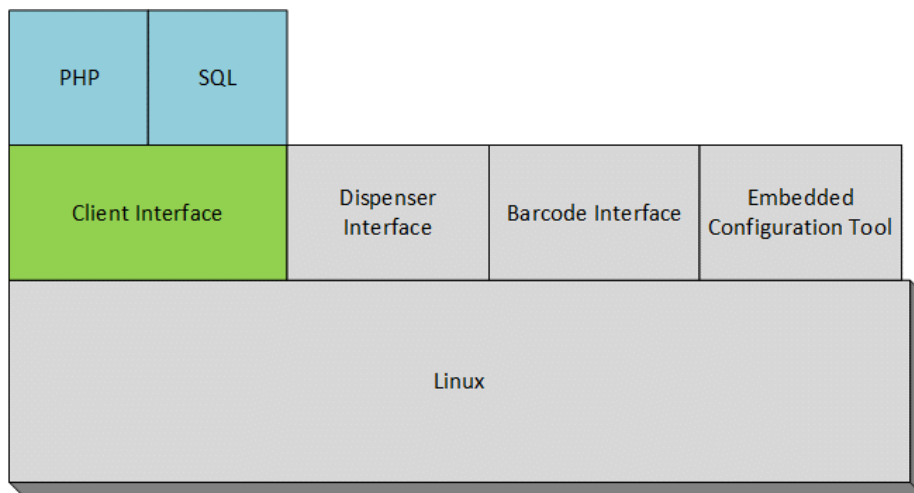 PHP
SQL
Client Interface
Dispenser
Interface
Barcode Interface
Embedded
Configuration Tool
Linux